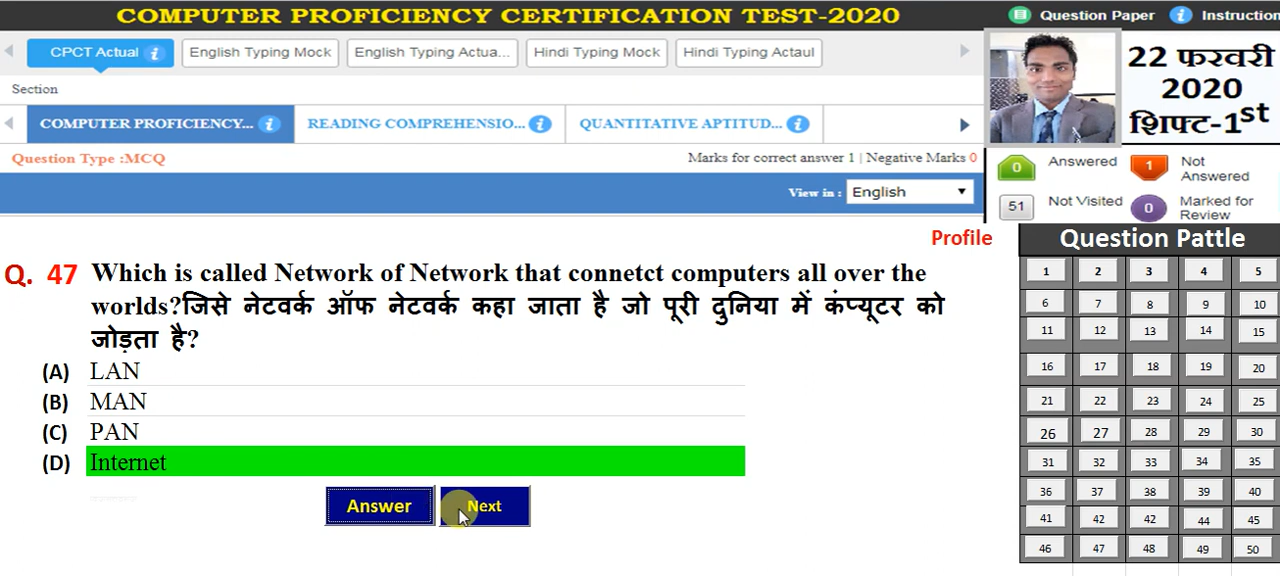 COMPUTER PROFICIENCY CERTIFICATION TEST-2020
Question Paper
Instruction
CPCT Actual
English Typing Mock
English Typing Actua...
Hindi Typing Mock
Hindi Typing Actaul
22 फरवरी
2020
शिफ्ट-1st
Section
COMPUTER PROFICIENCY...
READING COMPREHENSIO...
QUANTITATIVE APTITUD...
Question Type :MCQ
Marks for correct answer 1 | Negative Marks 0
View in : English
0 Answered
1 Not Answered
51 Not Visited
0 Marked for Review
Profile
Question Pattle
Q. 47 Which is called Network of Network that connetct computers all over the
worlds?जिसे नेटवर्क ऑफ नेटवर्क कहा जाता है जो पूरी दुनिया में कंप्यूटर को
जोड़ता है?
(A) LAN
(B) MAN
(C) PAN
(D) Internet
Answer
Next
1 2 3 4 5
6 7 8 9 10
11 12 13 14 15
16 17 18 19 20
21 22 23 24 25
26 27 28 29 30
31 32 33 34 35
36 37 38 39 40
41 42 42 44 45
46 47 48 49 50